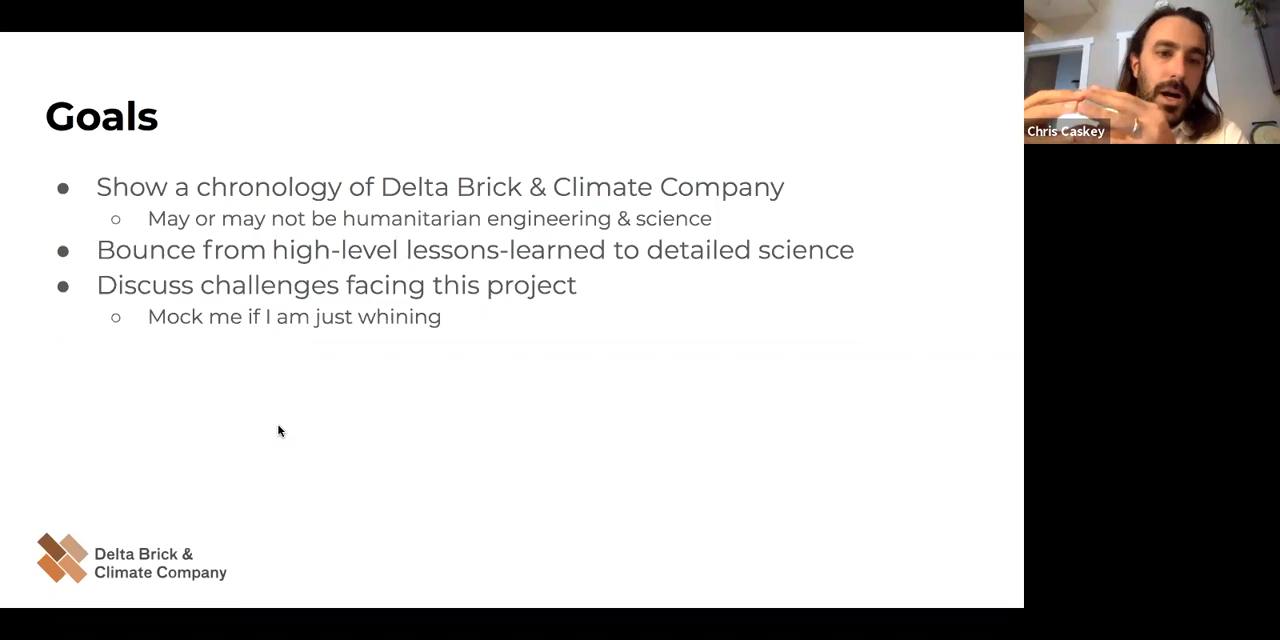 Goals
● Show a chronology of Delta Brick & Climate Company
○ May or may not be humanitarian engineering & science
● Bounce from high-level lessons-learned to detailed science
● Discuss challenges facing this project
○ Mock me if I am just whining
Delta Brick &
Climate Company
Chris Caskey